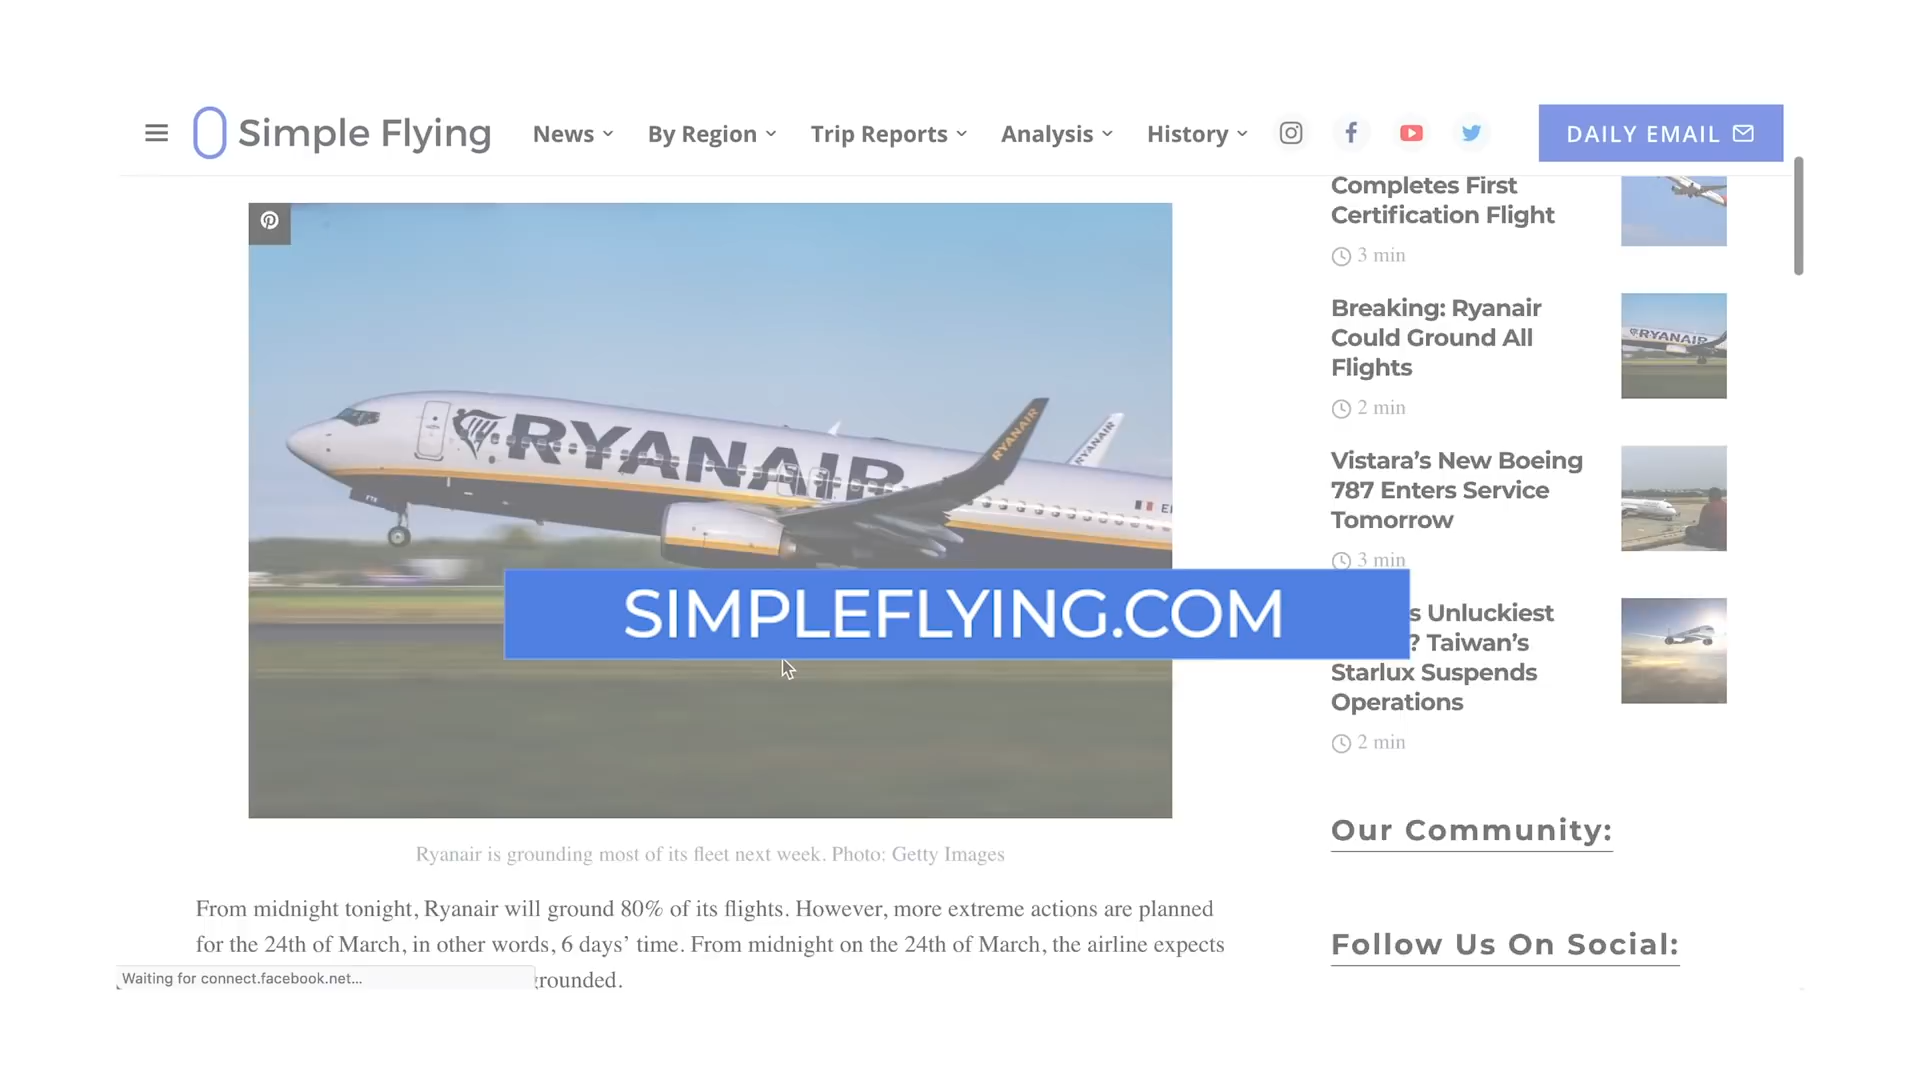 Simple Flying
News
By Region
Trip Reports
Analysis
History
DAILY EMAIL
RYANAIR
RYANAIR
RYANAIR
SIMPLEFLYING.COM
Ryanair is grounding most of its fleet next week. Photo: Getty Images
From midnight tonight, Ryanair will ground 80% of its flights. However, more extreme actions are planned
for the 24th of March, in other words, 6 days’ time. From midnight on the 24th of March, the airline expects
grounded.
Waiting for connect.facebook.net...
Completes First
Certification Flight
3 min
Breaking: Ryanair
Could Ground All
Flights
2 min
RYANAIR
Vistara’s New Boeing
787 Enters Service
Tomorrow
3 min
s Unluckiest
? Taiwan’s
Starlux Suspends
Operations
2 min
Our Community:
Follow Us On Social: